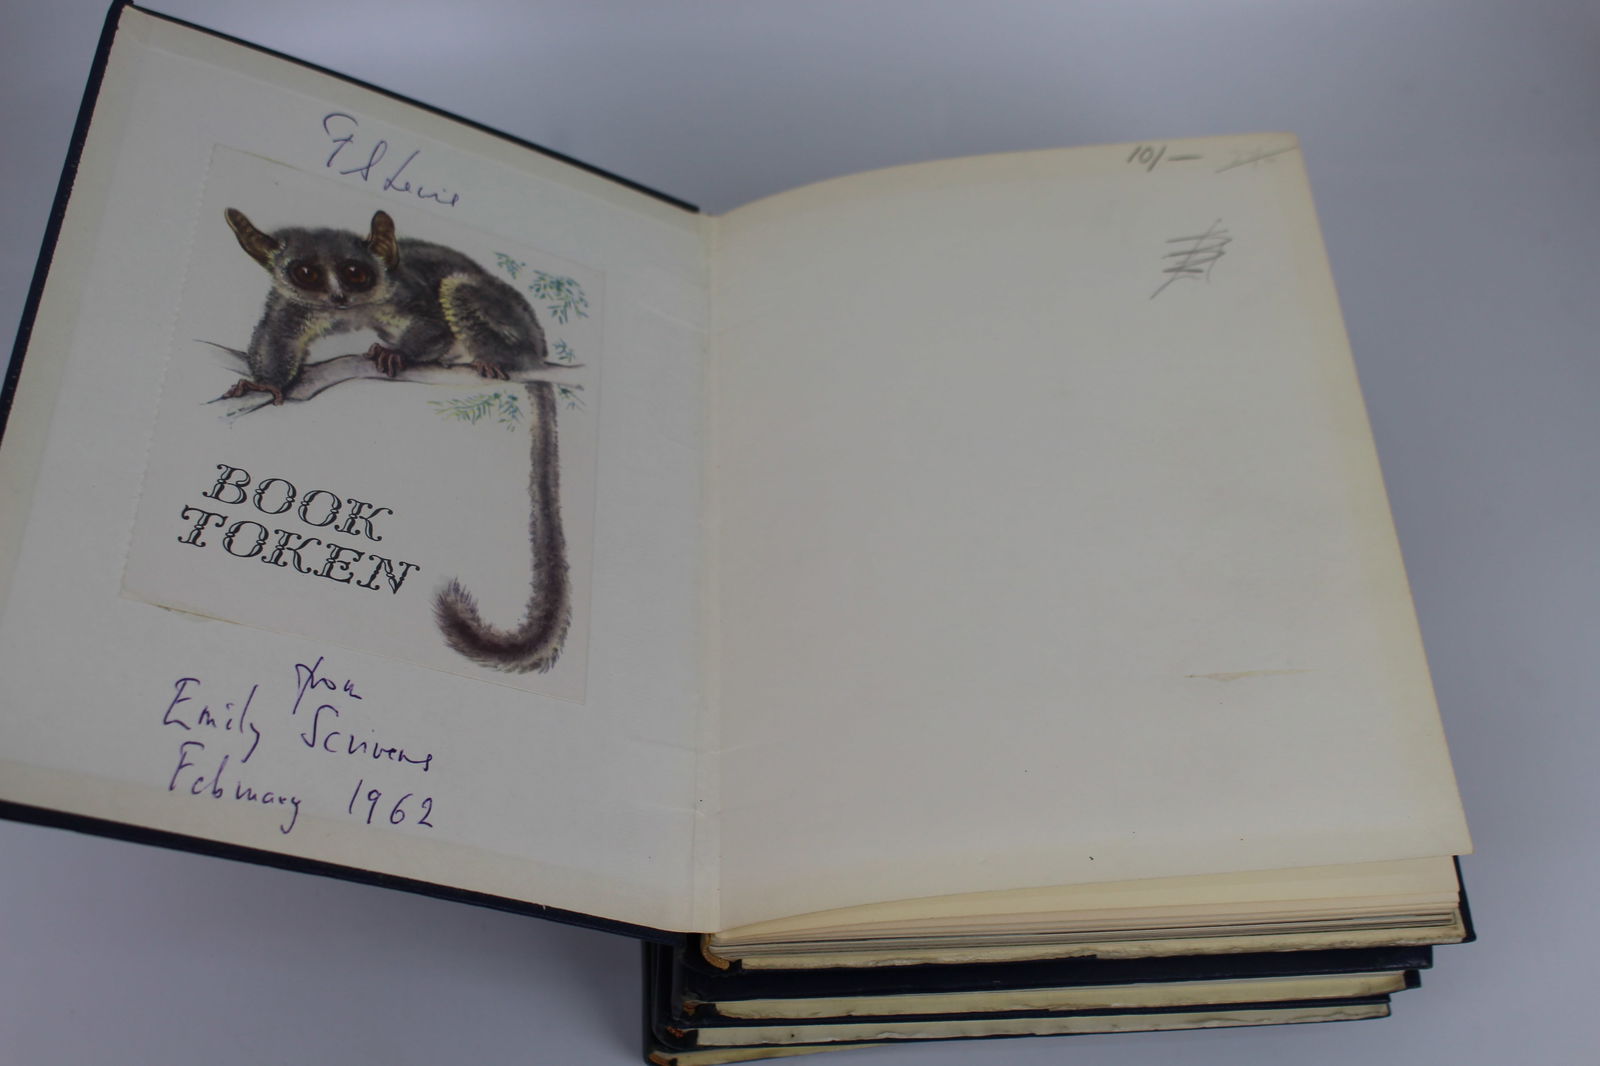 BOOK
TOKEN
from
Emily Scrivens
February 1962
10/-